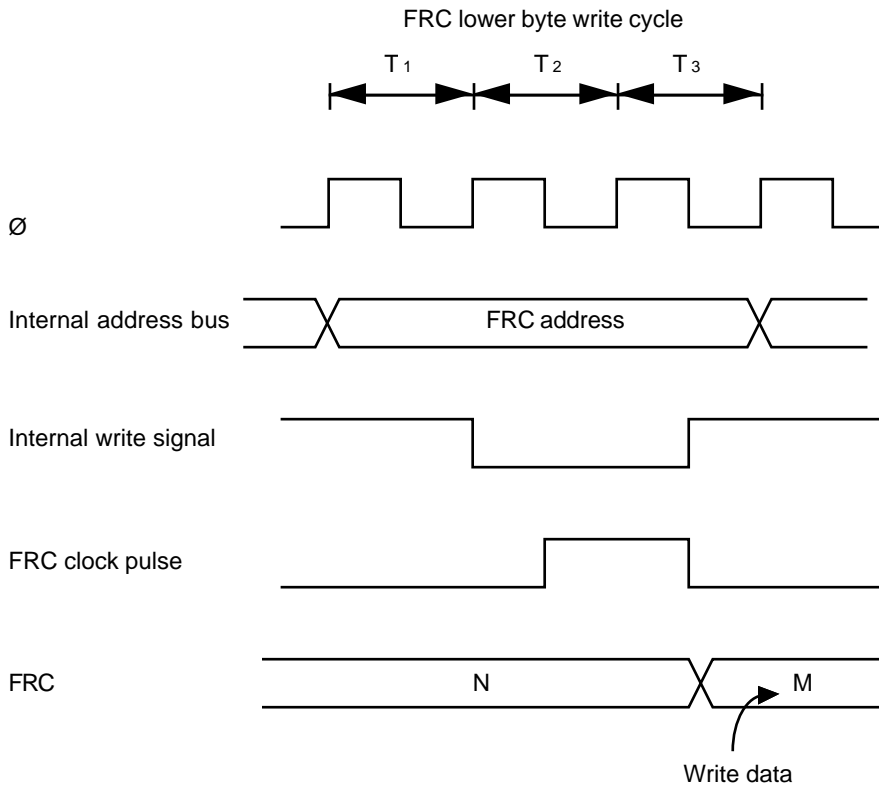 FRC lower byte write cycle
T1 T2 T3
Ø
Internal address bus FRC address
Internal write signal
FRC clock pulse
FRC N M
Write data